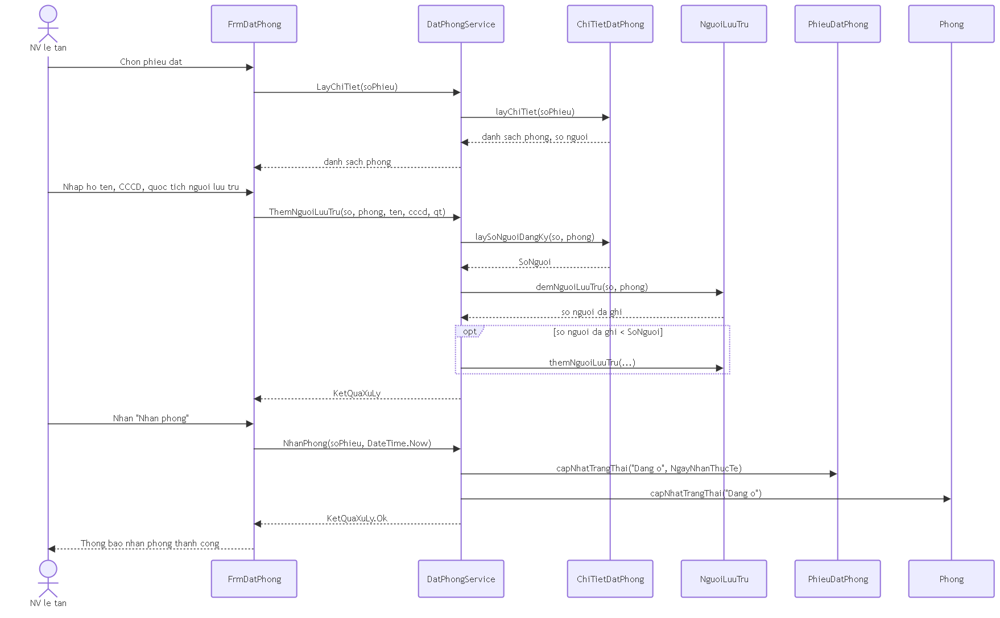 FrmDatPhong
DatPhongService
ChiTietDatPhong
NguoiLuuTru
PhieuDatPhong
Phong
NV le tan
Chon phieu dat
LayChiTiet(soPhieu)
layChiTiet(soPhieu)
danh sach phong, so nguoi
danh sach phong
Nhap ho ten, CCCD, quoc tich nguoi luu tru
ThemNguoiLuuTru(so, phong, ten, cccd, qt)
laySoNguoiDangKy(so, phong)
SoNguoi
demNguoiLuuTru(so, phong)
so nguoi da ghi
opt
[so nguoi da ghi < SoNguoi]
themNguoiLuuTru(...)
KetQuaXuLy
Nhan "Nhan phong"
NhanPhong(soPhieu, DateTime.Now)
capNhatTrangThai("Dang o", NgayNhanThucTe)
capNhatTrangThai("Dang o")
KetQuaXuLy.Ok
Thong bao nhan phong thanh cong
FrmDatPhong
DatPhongService
ChiTietDatPhong
NguoiLuuTru
PhieuDatPhong
Phong
NV le tan